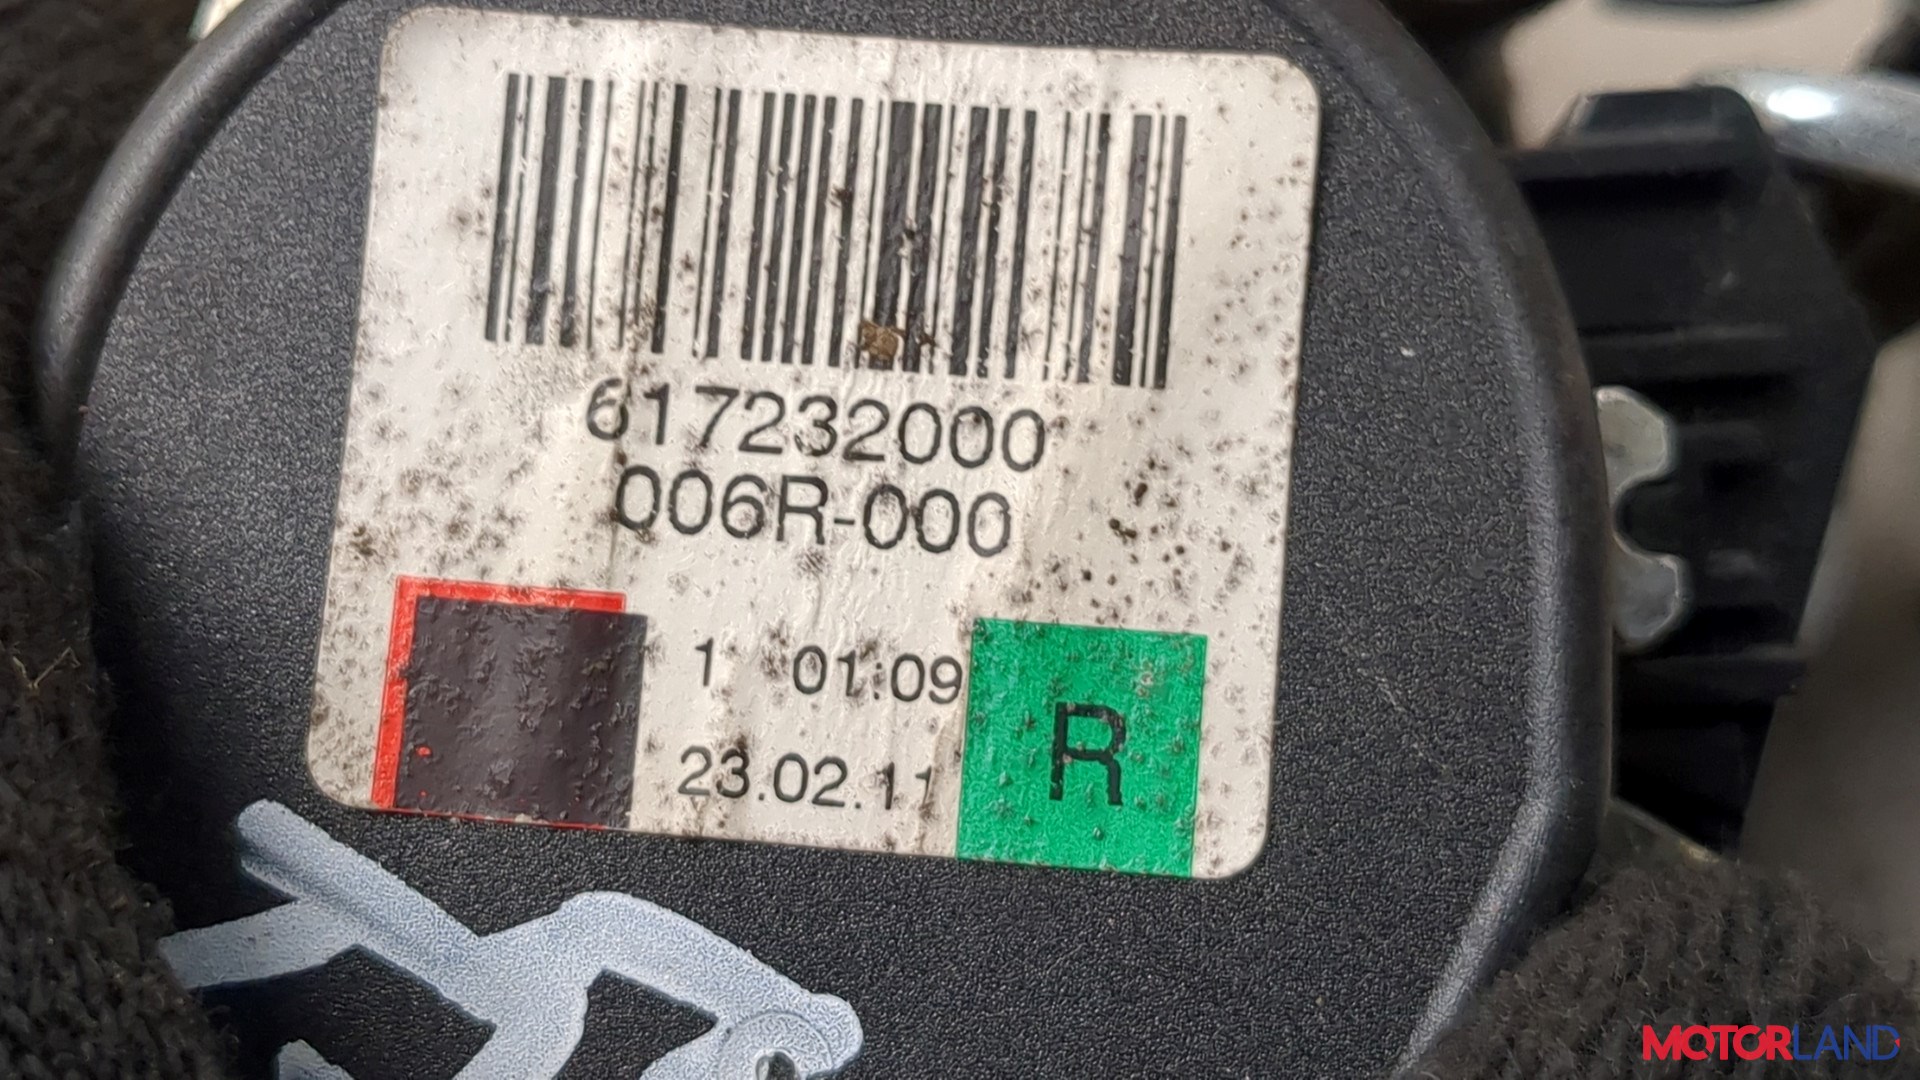 617232000
006R-000
1 01:09
R
23.02.11
MOTORLAND